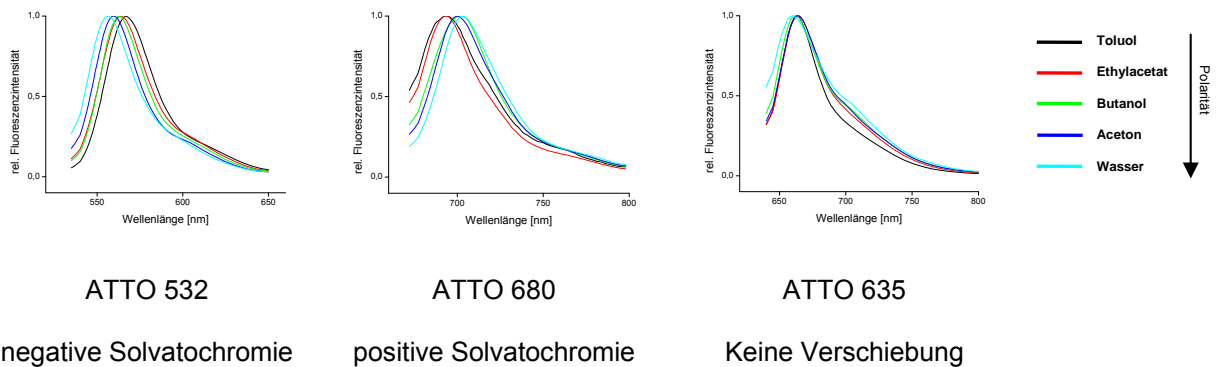 rel. Fluoreszenzintensität
1,0
0,5
0,0
550
600
650
Wellenlänge [nm]
rel. Fluoreszenzintensität
1,0
0,5
0,0
700
750
800
Wellenlänge [nm]
rel. Fluoreszenzintensität
1,0
0,5
0,0
650
700
750
800
Wellenlänge [nm]
Toluol
Ethylacetat
Butanol
Aceton
Wasser
Polarität
ATTO 532
ATTO 680
ATTO 635
negative Solvatochromie
positive Solvatochromie
Keine Verschiebung